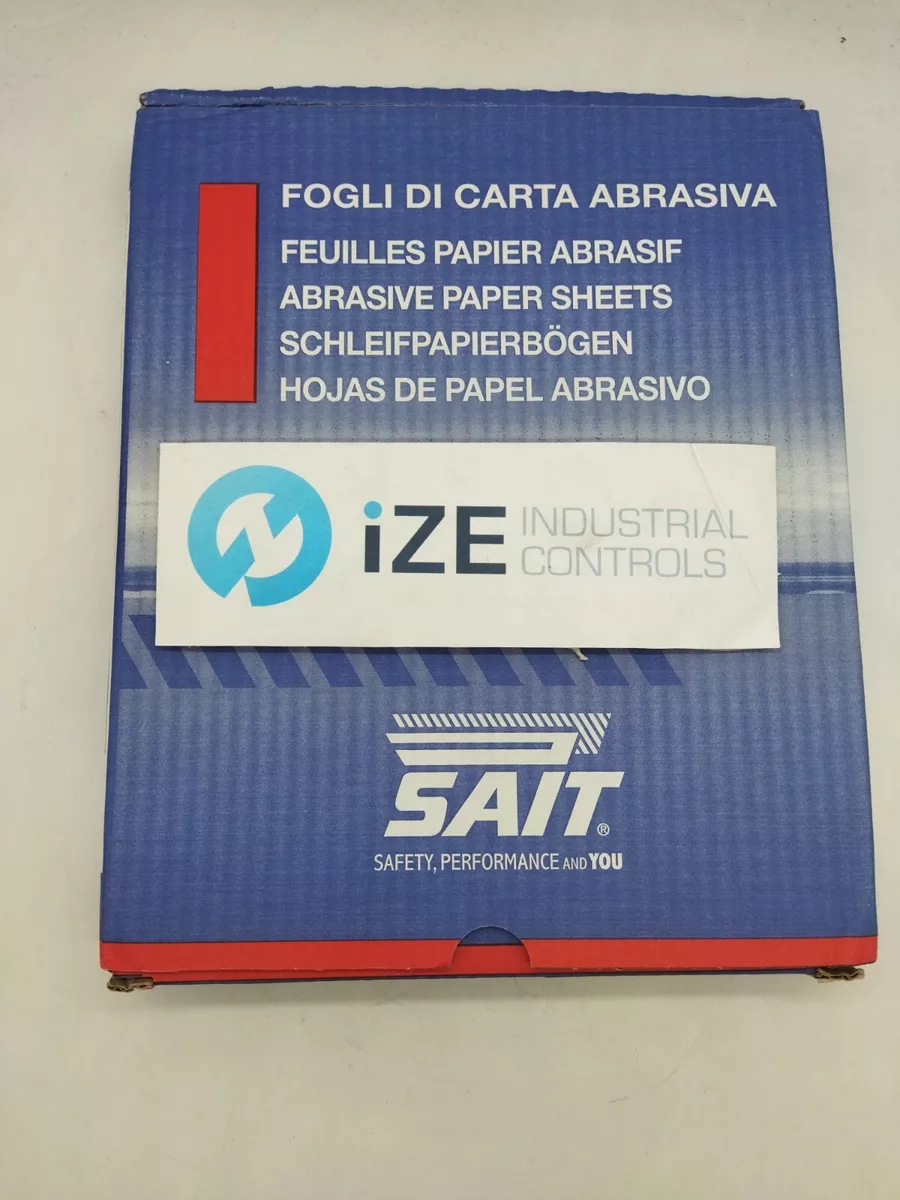 FOGLI DI CARTA ABRASIVA
FEUILLES PAPIER ABRASIF
ABRASIVE PAPER SHEETS
SCHLEIFPAPIERBÖGEN
HOJAS DE PAPEL ABRASIVO
iZE INDUSTRIAL
CONTROLS
SAIT®
SAFETY, PERFORMANCE AND YOU